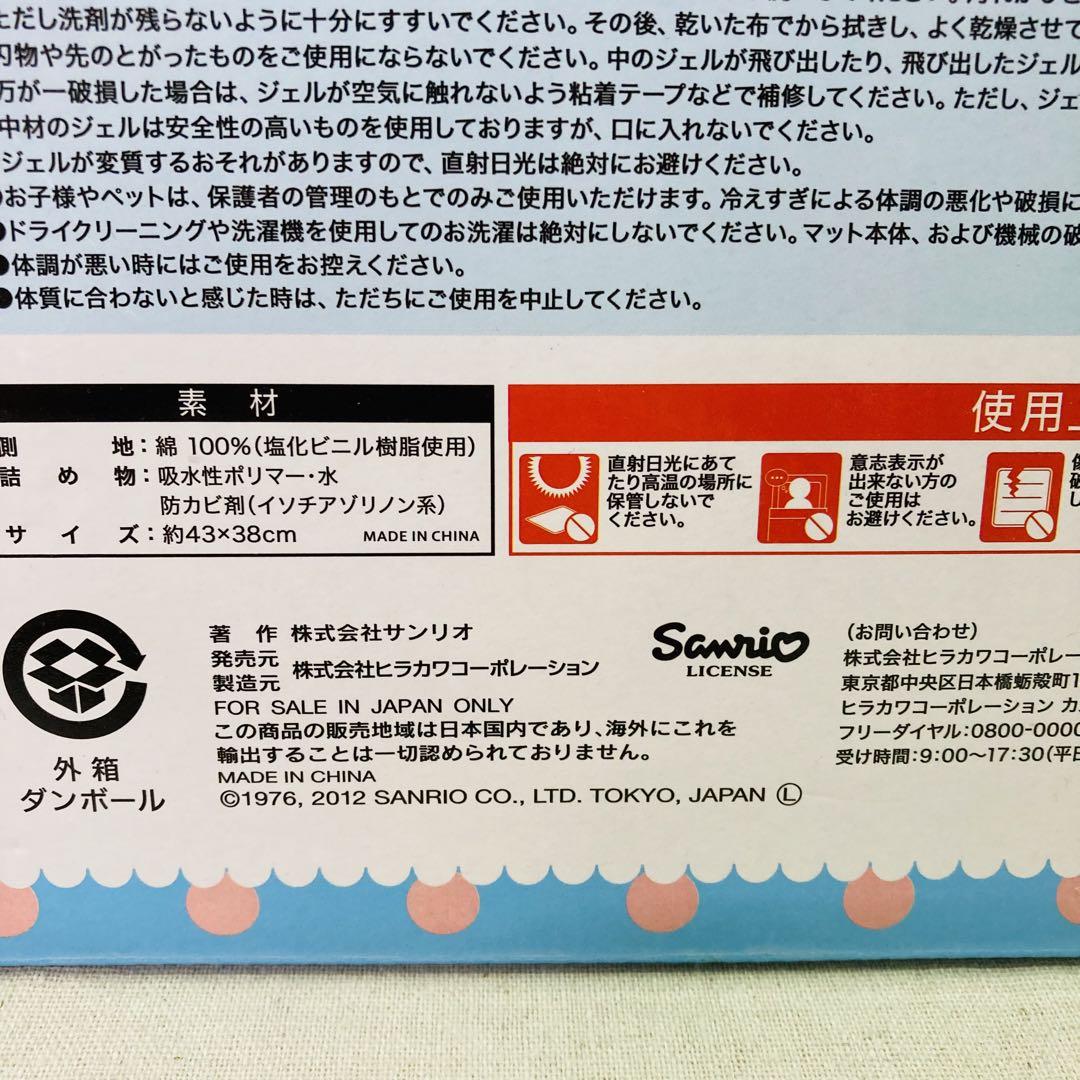 ただし洗剤が残らないように十分にすすいでください。その後、乾いた布でから拭きし、よく乾燥させて
刃物や先のとがったものをご使用にならないでください。中のジェルが飛び出したり、飛び出したジェル
万が一破損した場合は、ジェルが空気に触れないよう粘着テープなどで補修してください。ただし、ジェ
中材のジェルは安全性の高いものを使用しておりますが、口に入れないでください。
ジェルが変質するおそれがありますので、直射日光は絶対にお避けください。
●お子様やペットは、保護者の管理のもとでのみご使用いただけます。冷えすぎによる体調の悪化や破損に
●ドライクリーニングや洗濯機を使用してのお洗濯は絶対にしないでください。マット本体、および機械の破
●体調が悪い時にはご使用をお控えください。
●体質に合わないと感じた時は、ただちにご使用を中止してください。
素 材
側 地：綿 100%(塩化ビニル樹脂使用)
詰 め 物：吸水性ポリマー・水
防カビ剤(イソチアゾリノン系)
サ イ ズ：約43×38cm MADE IN CHINA
使用上
直射日光にあて
たり高温の場所に
保管しないで
ください。
意志表示が
出来ない方の
ご使用は
お避けください。
破
し
外箱
ダンボール
著 作 株式会社サンリオ
発売元
製造元 株式会社ヒラカワコーポレーション
FOR SALE IN JAPAN ONLY
この商品の販売地域は日本国内であり、海外にこれを
輸出することは一切認められておりません。
MADE IN CHINA
©1976, 2012 SANRIO CO., LTD. TOKYO, JAPAN Ⓛ
Sanrio
LICENSE
(お問い合わせ)
株式会社ヒラカワコーポレー
東京都中央区日本橋蛎殻町1
ヒラカワコーポレーション カ
フリーダイヤル:0800-0000
受け時間:9:00〜17:30(平日